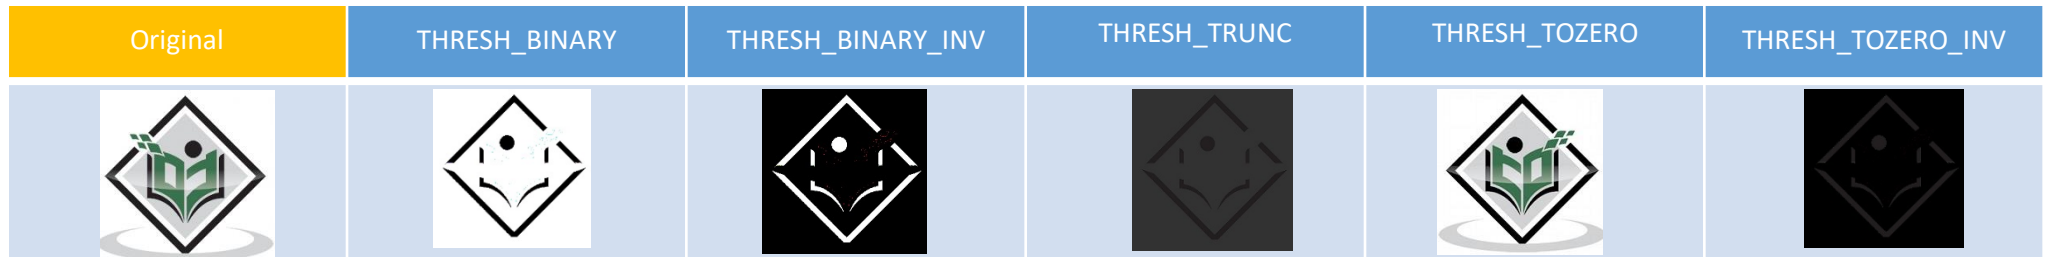 Original
THRESH_BINARY
THRESH_BINARY_INV
THRESH_TRUNC
THRESH_TOZERO
THRESH_TOZERO_INV